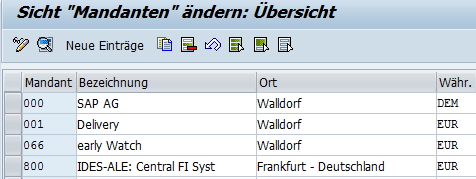 Sicht "Mandanten" ändern: Übersicht
Neue Einträge
Mandant Bezeichnung Ort Währ.
000 SAP AG Walldorf DEM
001 Delivery Walldorf EUR
066 early Watch Walldorf EUR
800 IDES-ALE: Central FI Syst Frankfurt - Deutschland EUR